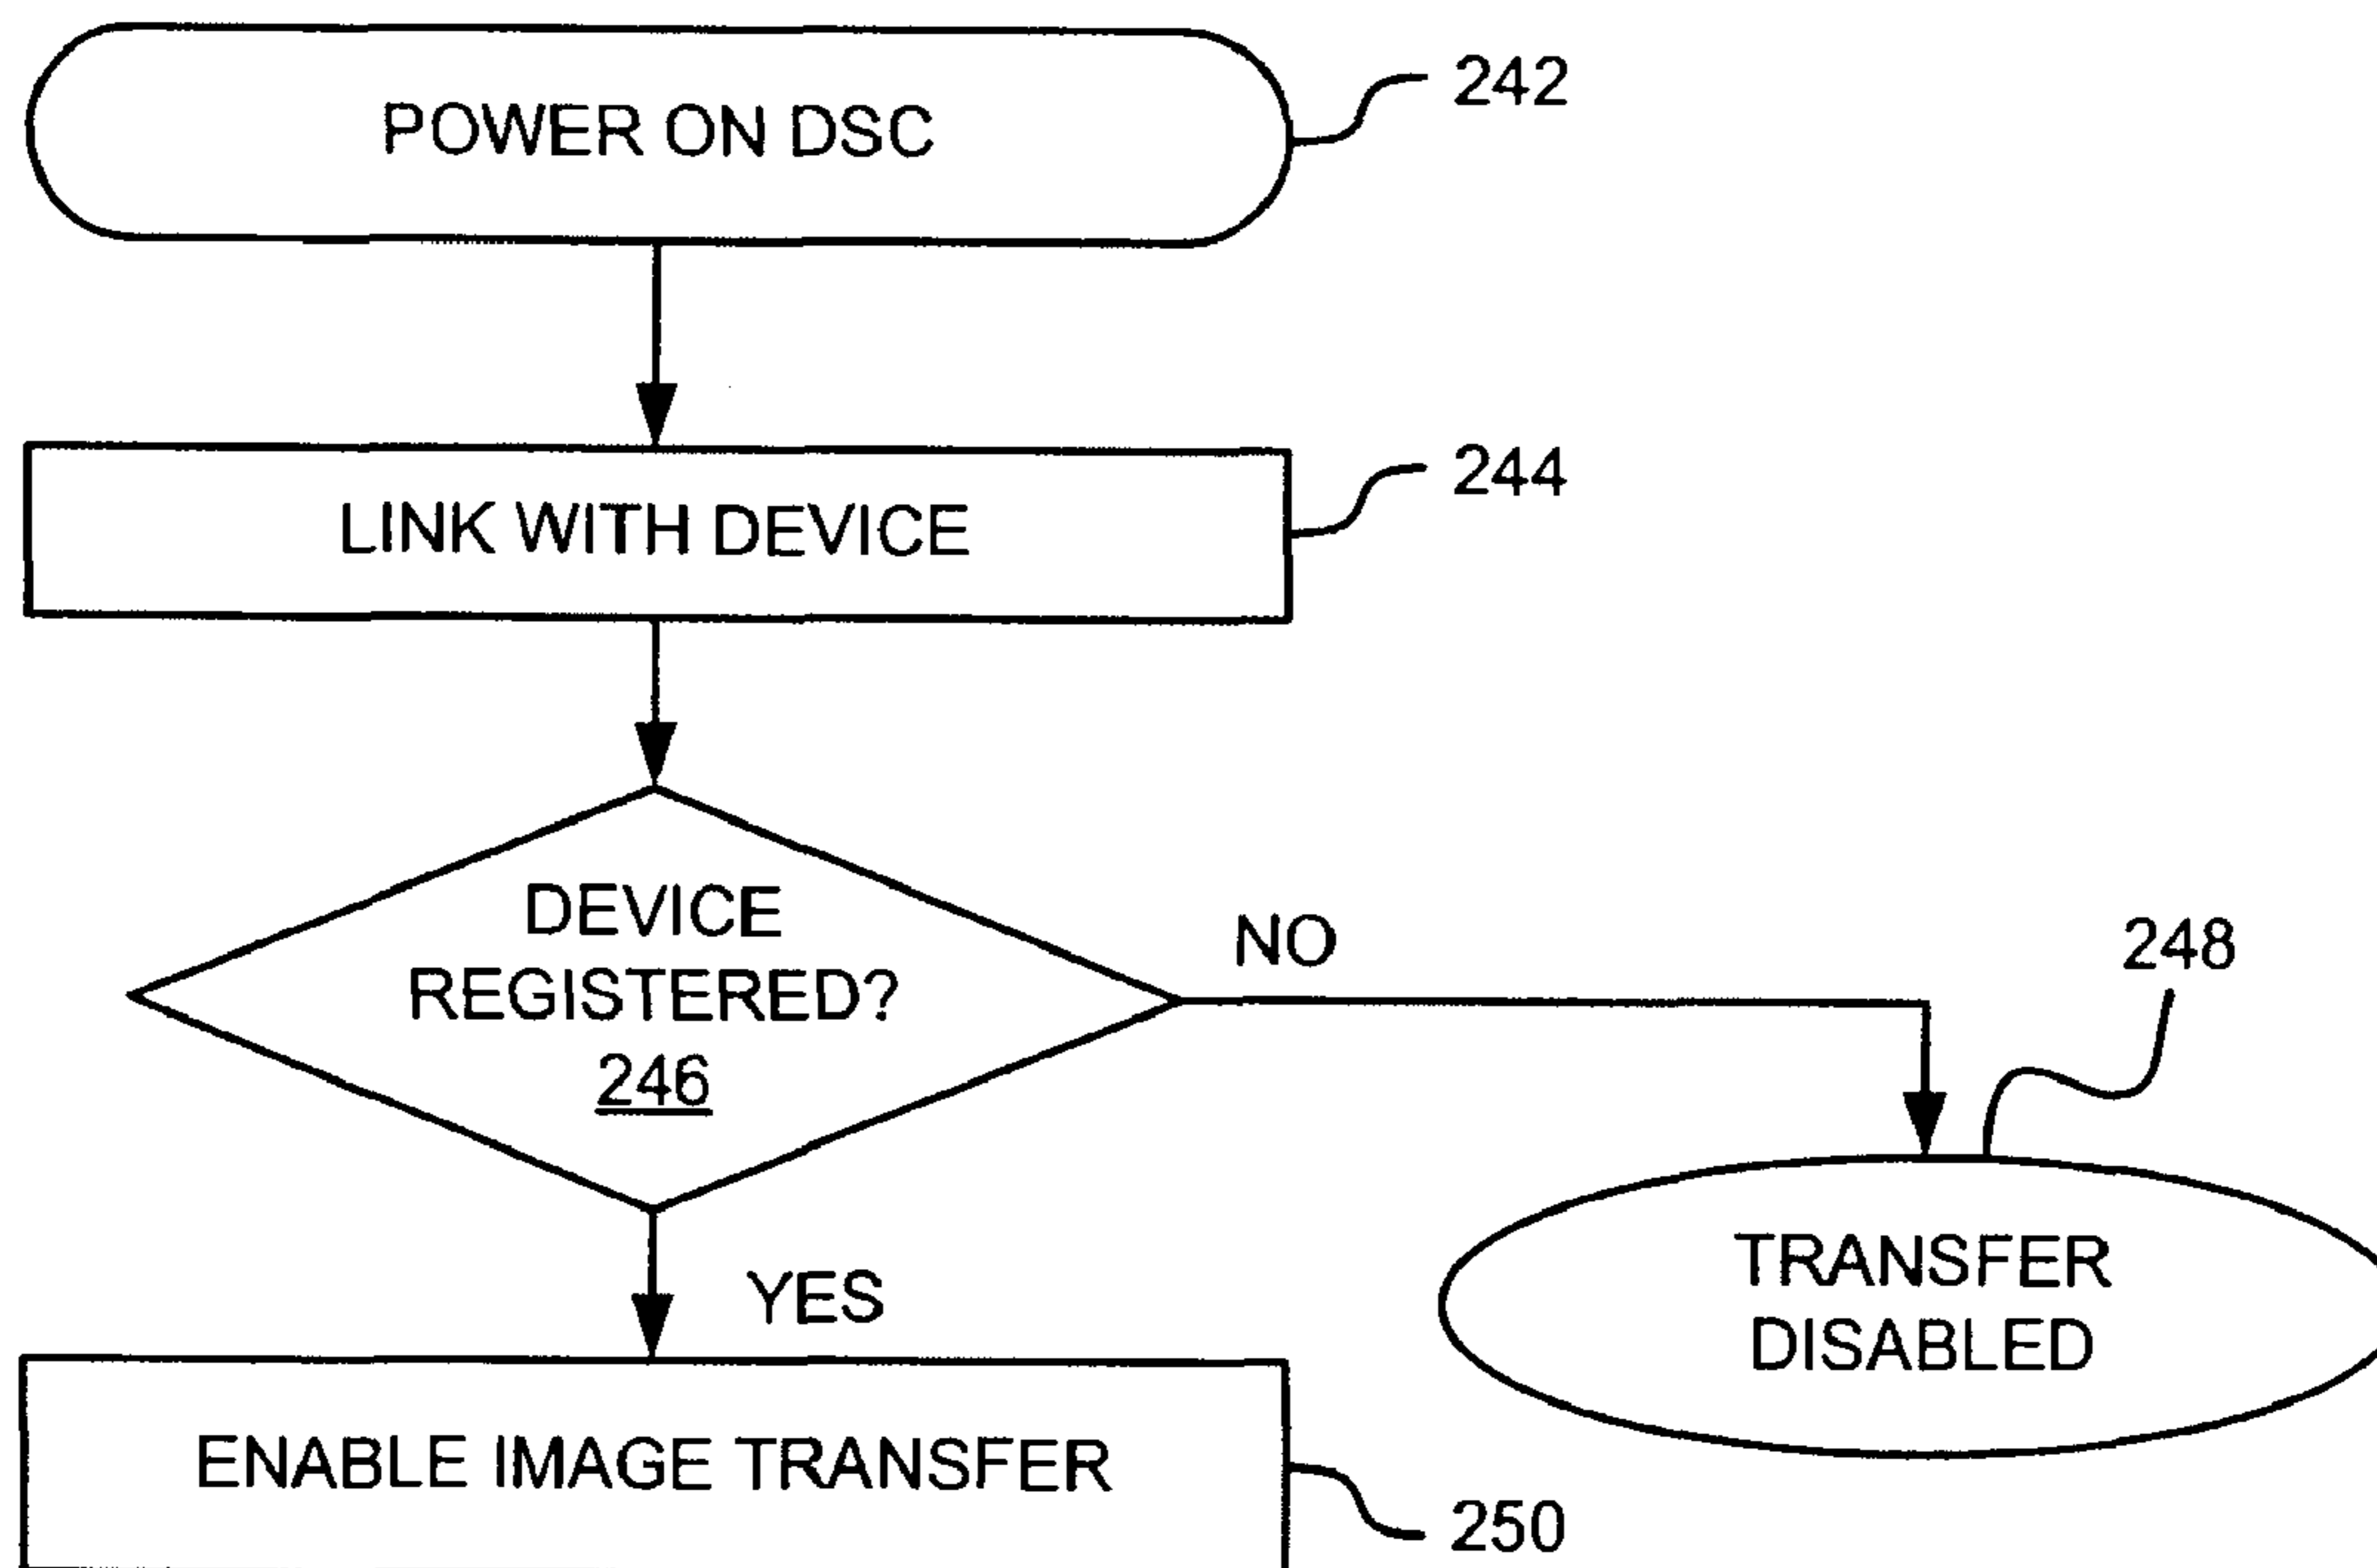 POWER ON DSC
242
LINK WITH DEVICE
244
DEVICE
REGISTERED?
246
NO
248
YES
TRANSFER
DISABLED
ENABLE IMAGE TRANSFER
250